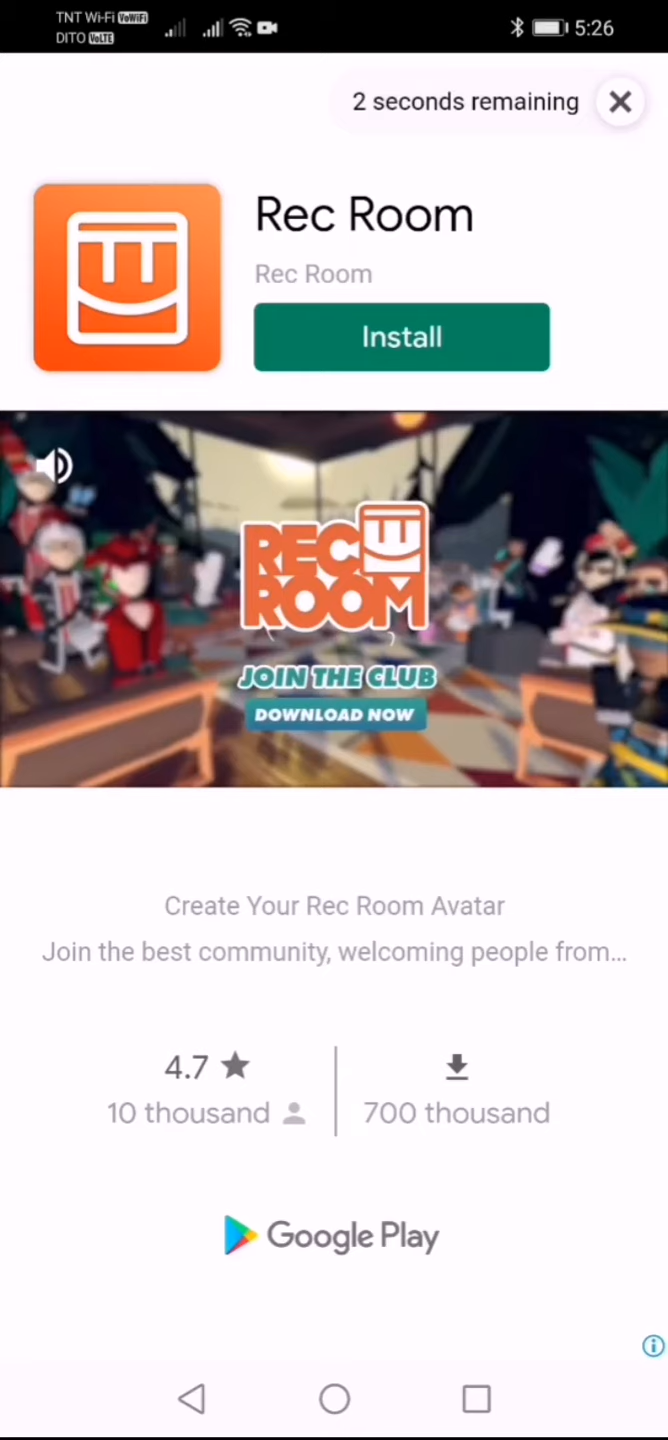 TNT Wi-Fi VoWiFi
DITO VoLTE
5:26
2 seconds remaining
Rec Room
Rec Room
Install
REC
ROOM
JOIN THE CLUB
DOWNLOAD NOW
Create Your Rec Room Avatar
Join the best community, welcoming people from...
4.7
10 thousand
700 thousand
Google Play